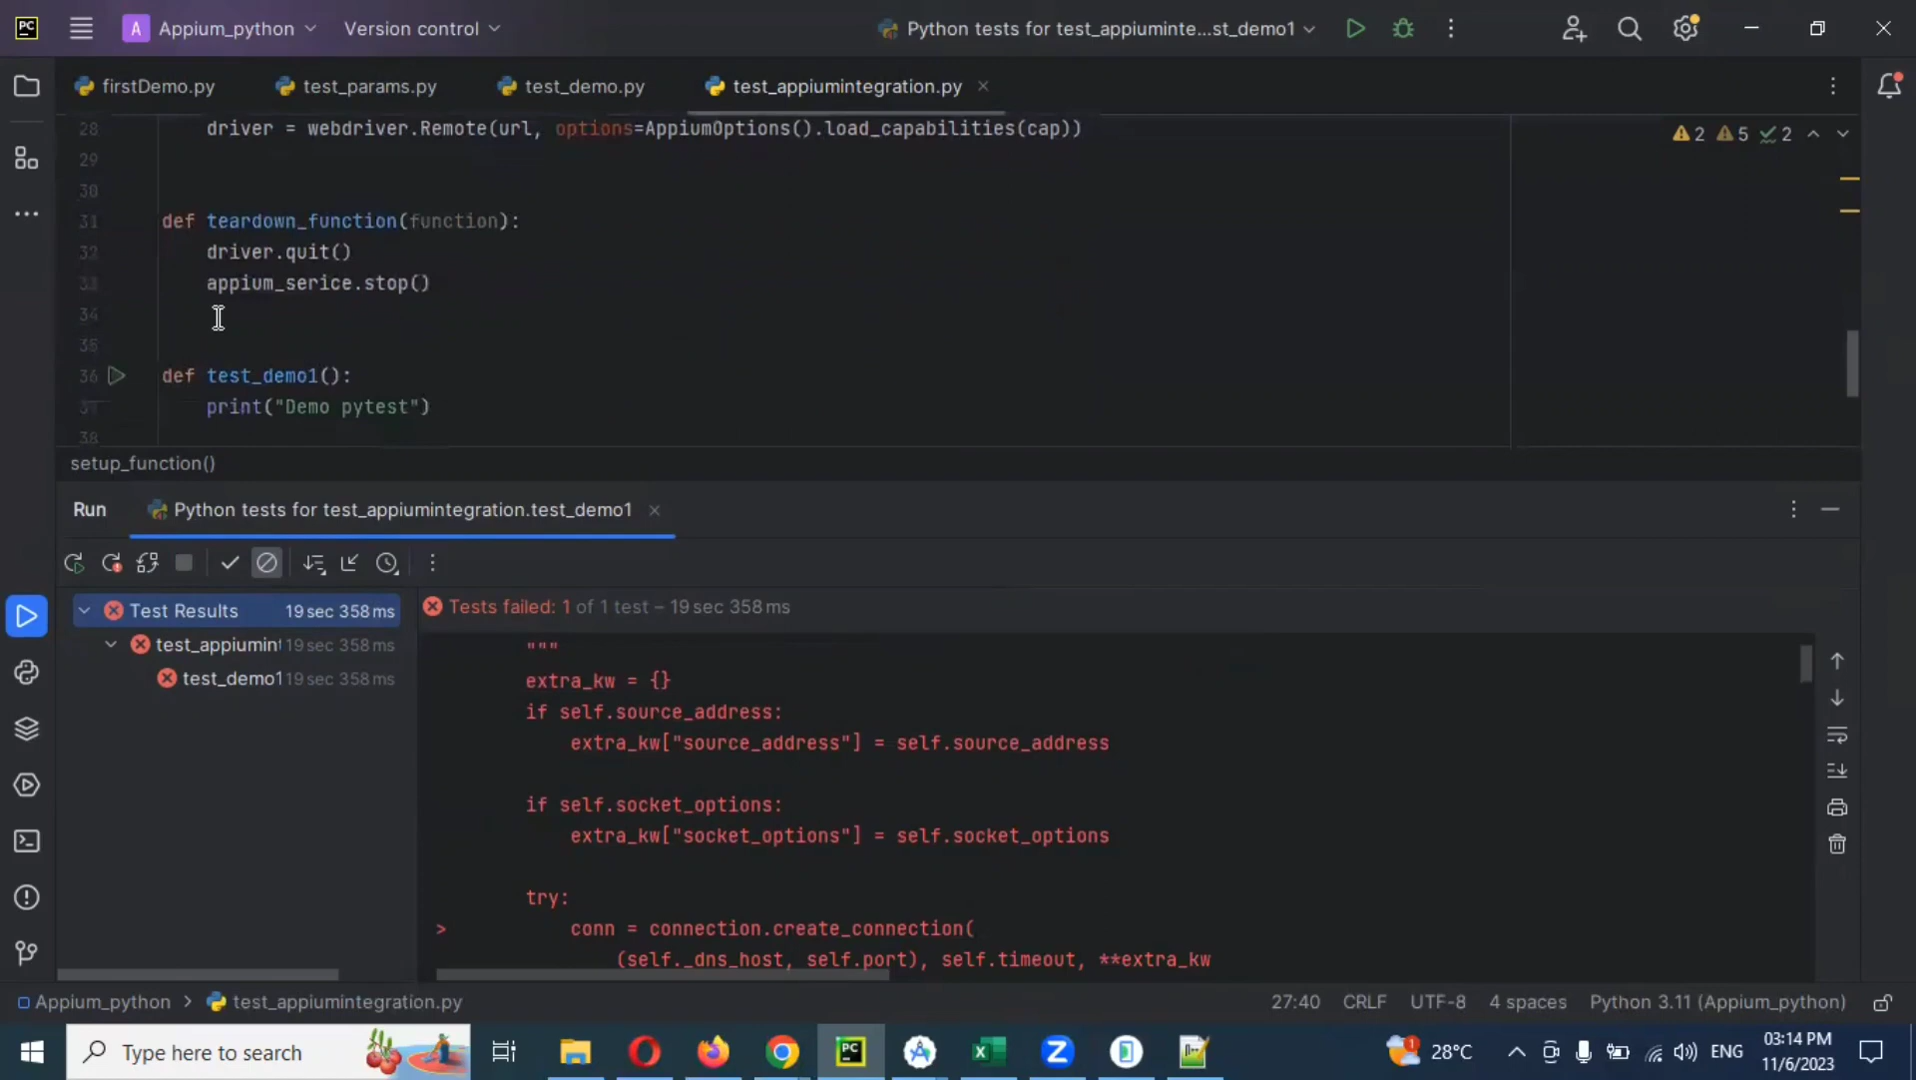 PC
A Appium_python
Version control
Python tests for test_appiuminte...st_demo1
firstDemo.py
test_params.py
test_demo.py
test_appiumintegration.py
28 driver = webdriver.Remote(url, options=AppiumOptions().load_capabilities(cap))
2 5 2
29
30
31 def teardown_function(function):
32 driver.quit()
33 appium_serice.stop()
34
35
36 def test_demo1():
37 print("Demo pytest")
38
setup_function()
Run
Python tests for test_appiumintegration.test_demo1
Test Results 19 sec 358 ms
test_appiumin 19 sec 358 ms
test_demo1 19 sec 358 ms
Tests failed: 1 of 1 test – 19 sec 358 ms
"""
extra_kw = {}
if self.source_address:
extra_kw["source_address"] = self.source_address
if self.socket_options:
extra_kw["socket_options"] = self.socket_options
try:
> conn = connection.create_connection(
(self._dns_host, self.port), self.timeout, **extra_kw
Appium_python > test_appiumintegration.py
27:40 CRLF UTF-8 4 spaces Python 3.11 (Appium_python)
Type here to search
PC
1
28°C
ENG
03:14 PM
11/6/2023